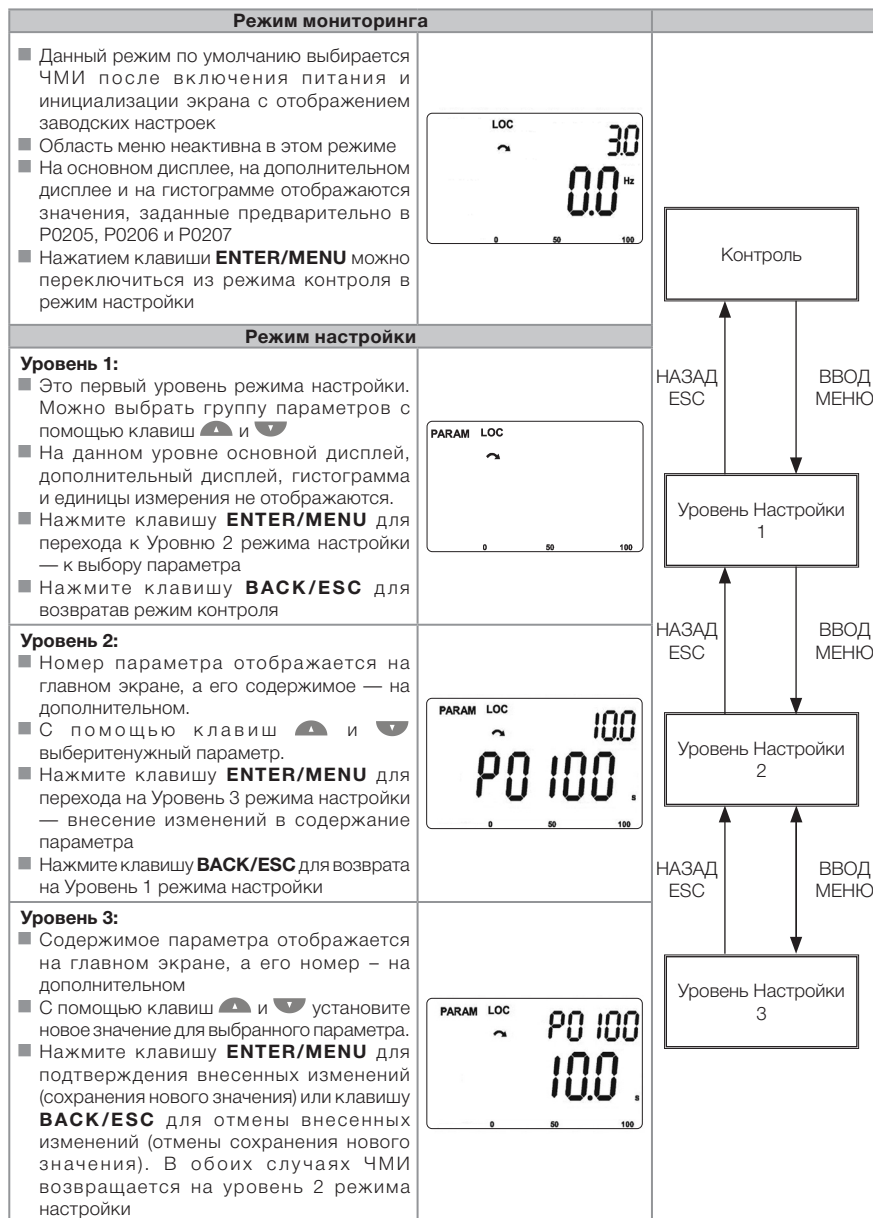 Режим мониторинга
Данный режим по умолчанию выбирается
ЧМИ после включения питания и
инициализации экрана с отображением
заводских настроек
Область меню неактивна в этом режиме
На основном дисплее, на дополнительном
дисплее и на гистограмме отображаются
значения, заданные предварительно в
P0205, P0206 и P0207
Нажатием клавиши ENTER/MENU можно
переключиться из режима контроля в
режим настройки
LOC
3.0
0.0 Hz
0 50 100
Режим настройки
Уровень 1:
Это первый уровень режима настройки.
Можно выбрать группу параметров с
помощью клавиш и
На данном уровне основной дисплей,
дополнительный дисплей, гистограмма
и единицы измерения не отображаются.
Нажмите клавишу ENTER/MENU для
перехода к Уровню 2 режима настройки
— к выбору параметра
Нажмите клавишу BACK/ESC для
возвратав режим контроля
PARAM LOC
0 50 100
Уровень 2:
Номер параметра отображается на
главном экране, а его содержимое — на
дополнительном.
С помощью клавиш и
выберитенужный параметр.
Нажмите клавишу ENTER/MENU для
перехода на Уровень 3 режима настройки
— внесение изменений в содержание
параметра
Нажмите клавишу BACK/ESC для возврата
на Уровень 1 режима настройки
PARAM LOC
10.0
P0100 s
0 50 100
Уровень 3:
Содержимое параметра отображается
на главном экране, а его номер – на
дополнительном
С помощью клавиш и установите
новое значение для выбранного параметра.
Нажмите клавишу ENTER/MENU для
подтверждения внесенных изменений
(сохранения нового значения) или клавишу
BACK/ESC для отмены внесенных
изменений (отмены сохранения нового
значения). В обоих случаях ЧМИ
возвращается на уровень 2 режима
настройки
PARAM LOC
P0100
10.0 s
0 50 100
Контроль
НАЗАД ВВОД
ESC МЕНЮ
Уровень Настройки
1
НАЗАД ВВОД
ESC МЕНЮ
Уровень Настройки
2
НАЗАД ВВОД
ESC МЕНЮ
Уровень Настройки
3